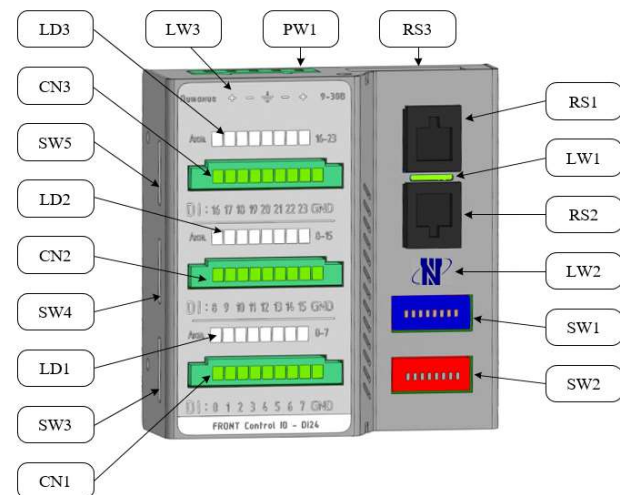 LD3
LW3
PW1
RS3
CN3
SW5
LD2
CN2
SW4
LD1
SW3
CN1
RS1
LW1
RS2
LW2
SW1
SW2
9-30В
16-23
DI: 16 17 18 19 20 21 22 23 GND
8-15
DI: 8 9 10 11 12 13 14 15 GND
0-7
DI: 0 1 2 3 4 5 6 7 GND
FRONT Control IO - DI24